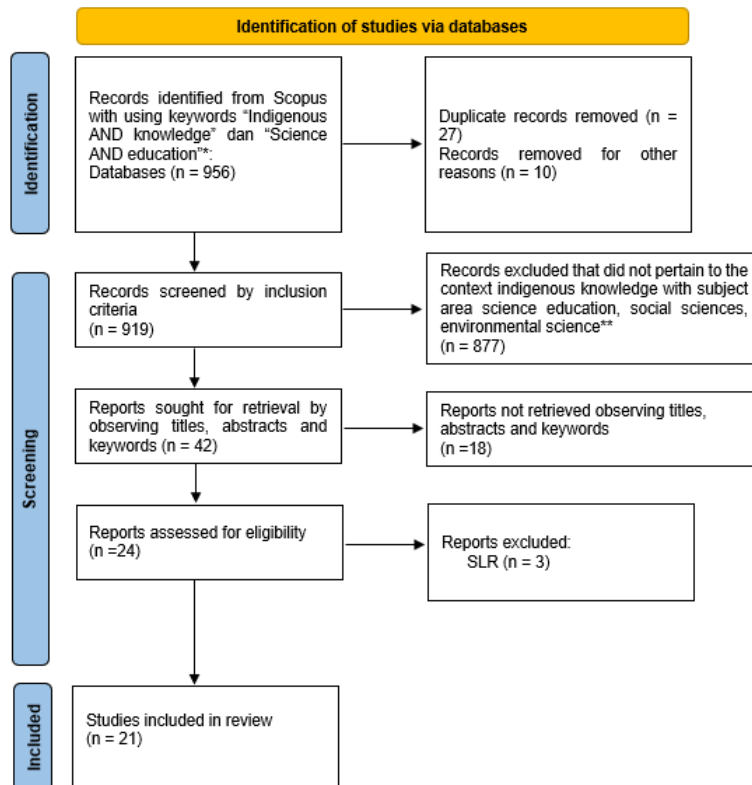 Identification of studies via databases
Identification
Records identified from Scopus
with using keywords “Indigenous
AND knowledge” dan “Science
AND education”*:
Databases (n = 956)
Duplicate records removed (n =
27)
Records removed for other
reasons (n = 10)
Screening
Records screened by inclusion
criteria
(n = 919)
Records excluded that did not pertain to the
context indigenous knowledge with subject
area science education, social sciences,
environmental science**
(n = 877)
Reports sought for retrieval by
observing titles, abstracts and
keywords (n = 42)
Reports not retrieved observing titles,
abstracts and keywords
(n =18)
Reports assessed for eligibility
(n =24)
Reports excluded:
SLR (n = 3)
Included
Studies included in review
(n = 21)